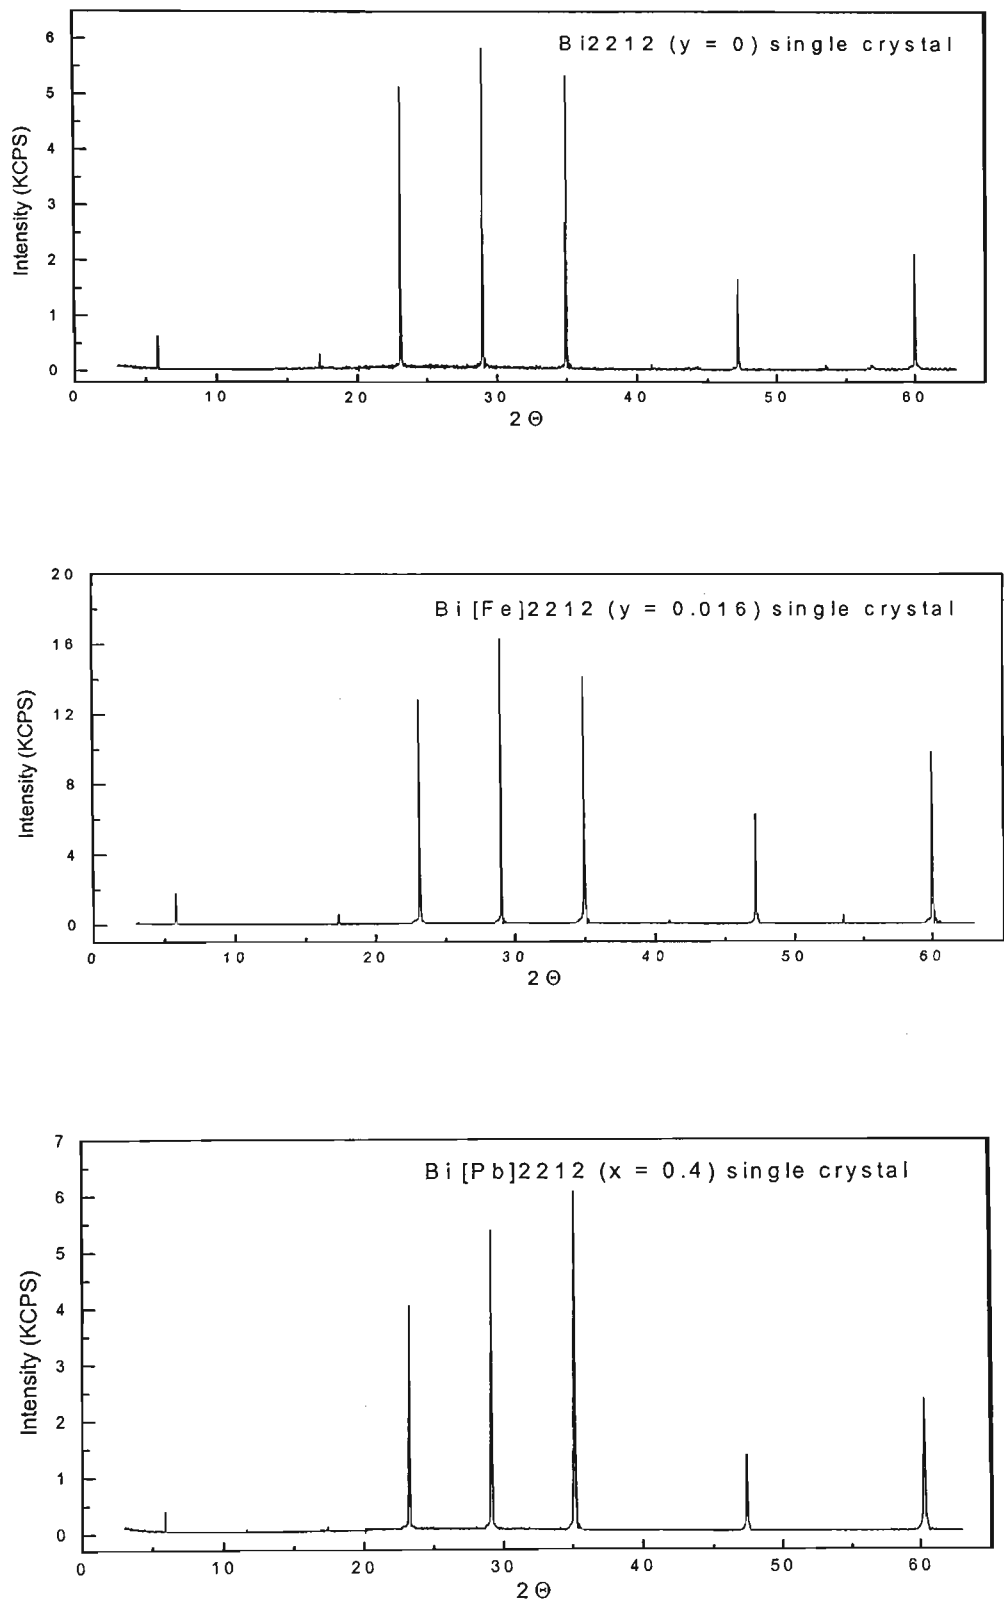 Bi2212 (y = 0) single crystal
Intensity (KCPS)
6
5
4
3
2
1
0
0 10 20 30 40 50 60
2 Θ
Bi [Fe]2212 (y = 0.016) single crystal
Intensity (KCPS)
20
16
12
8
4
0
0 10 20 30 40 50 60
2 Θ
Bi [Pb]2212 (x = 0.4) single crystal
Intensity (KCPS)
7
6
5
4
3
2
1
0
0 10 20 30 40 50 60
2 Θ